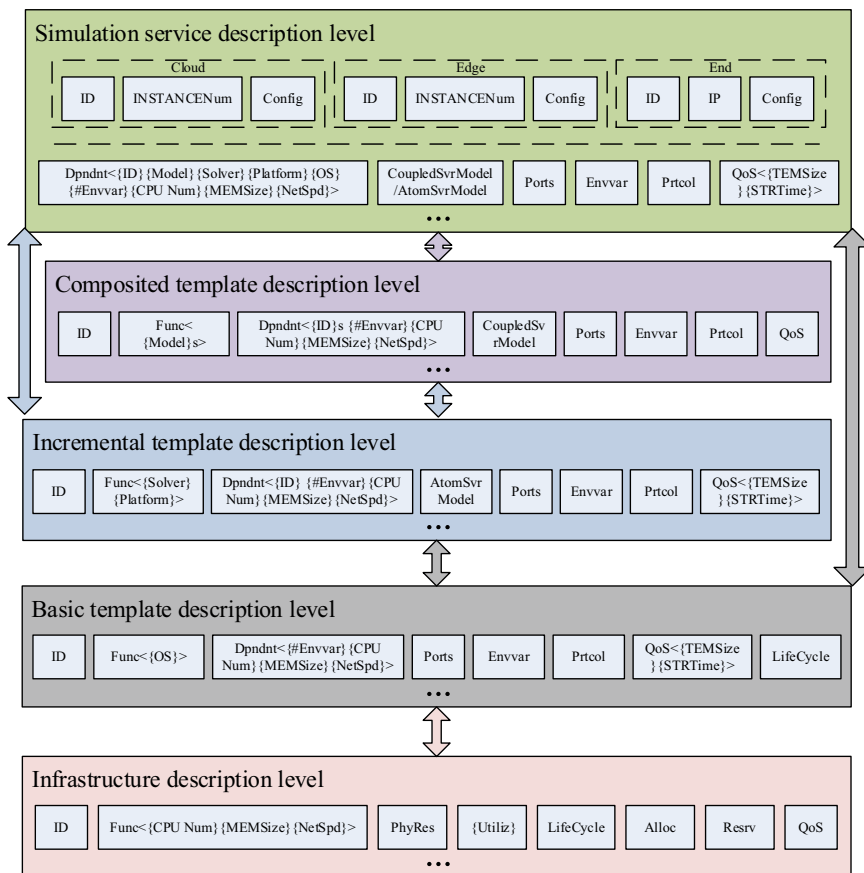 Simulation service description level
Cloud
Edge
End
ID
INSTANCENum
Config
ID
INSTANCENum
Config
ID
IP
Config
Dpndnt<{ID}{Model}{Solver}{Platform}{OS}
{#Envvar}{CPU Num}{MEMSize}{NetSpd}>
CoupledSvrModel
/AtomSvrModel
Ports
Envvar
Prtcol
QoS<{TEMSize
}{STRTime}>
...
Composited template description level
ID
Func<
{Model}s>
Dpndnt<{ID}s {#Envvar}{CPU
Num}{MEMSize}{NetSpd}>
CoupledSv
rModel
Ports
Envvar
Prtcol
QoS
...
Incremental template description level
ID
Func<{Solver}
{Platform}>
Dpndnt<{ID} {#Envvar}{CPU
Num}{MEMSize}{NetSpd}>
AtomSvr
Model
Ports
Envvar
Prtcol
QoS<{TEMSize
}{STRTime}>
...
Basic template description level
ID
Func<{OS}>
Dpndnt<{#Envvar}{CPU
Num}{MEMSize}{NetSpd}>
Ports
Envvar
Prtcol
QoS<{TEMSize
}{STRTime}>
LifeCycle
...
Infrastructure description level
ID
Func<{CPU Num}{MEMSize}{NetSpd}>
PhyRes
{Utiliz}
LifeCycle
Alloc
Resrv
QoS
...